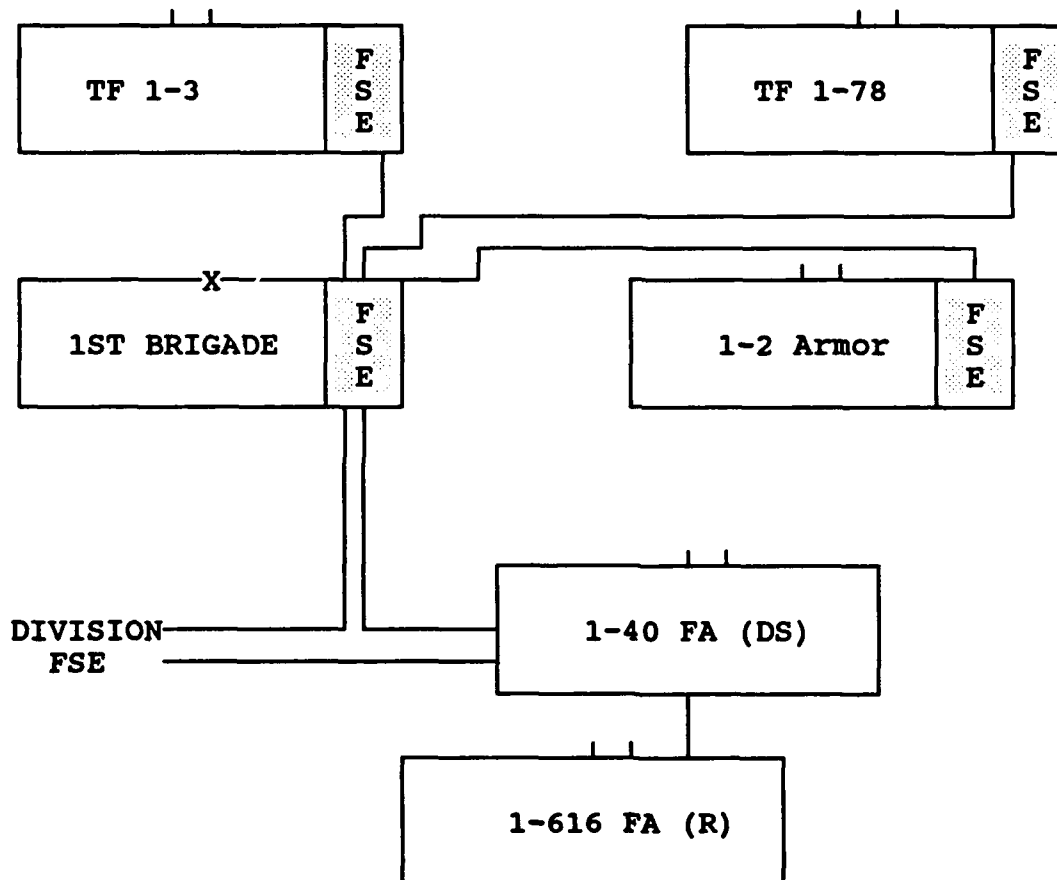 TF 1-3
F
S
E
TF 1-78
F
S
E
X
1ST BRIGADE
F
S
E
1-2 Armor
F
S
E
DIVISION
FSE
1-40 FA (DS)
1-616 FA (R)